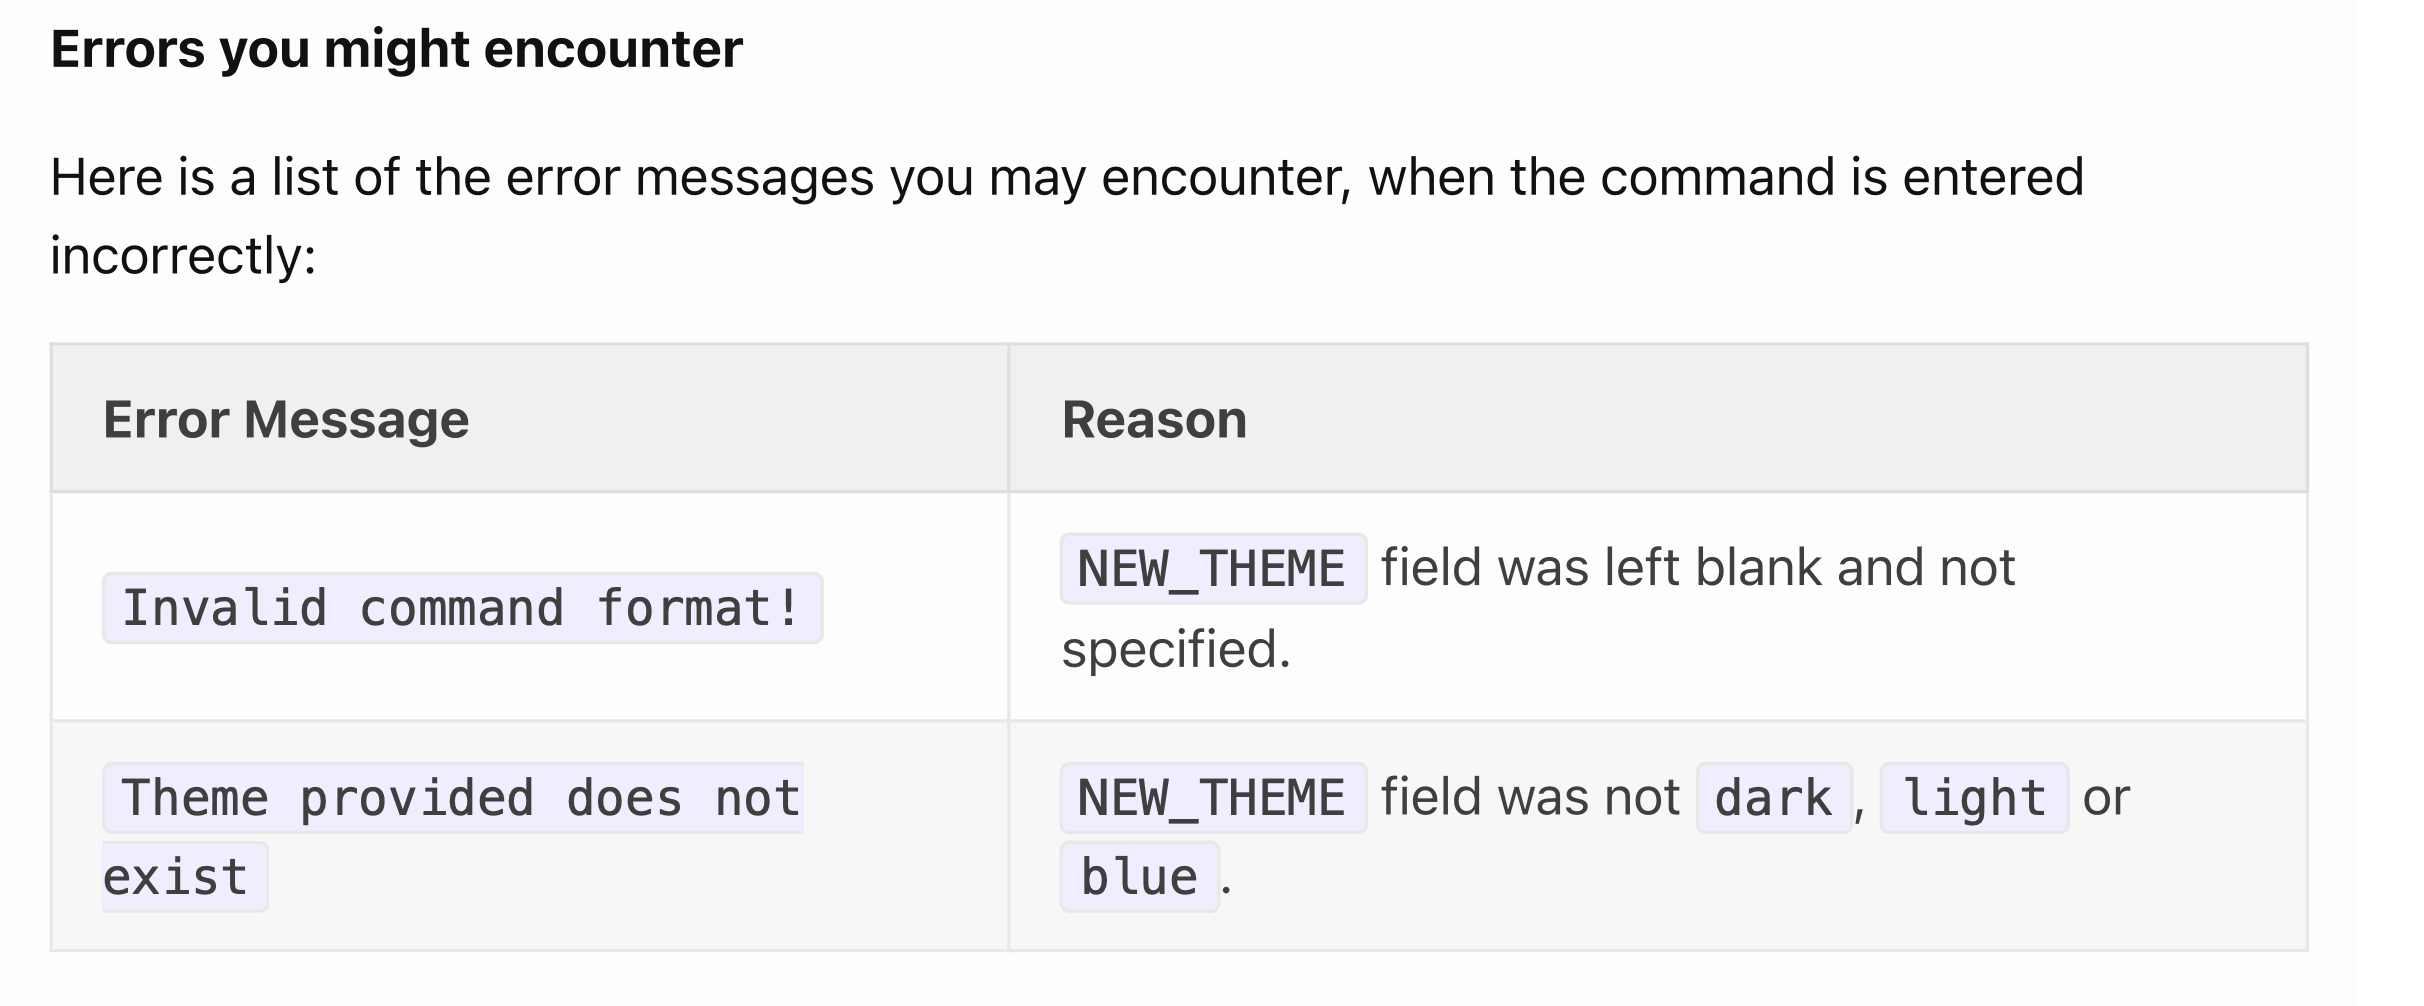 Errors you might encounter
Here is a list of the error messages you may encounter, when the command is entered
incorrectly:
Error Message
Reason
Invalid command format!
NEW_THEME field was left blank and not
specified.
Theme provided does not
exist
NEW_THEME field was not dark, light or
blue.